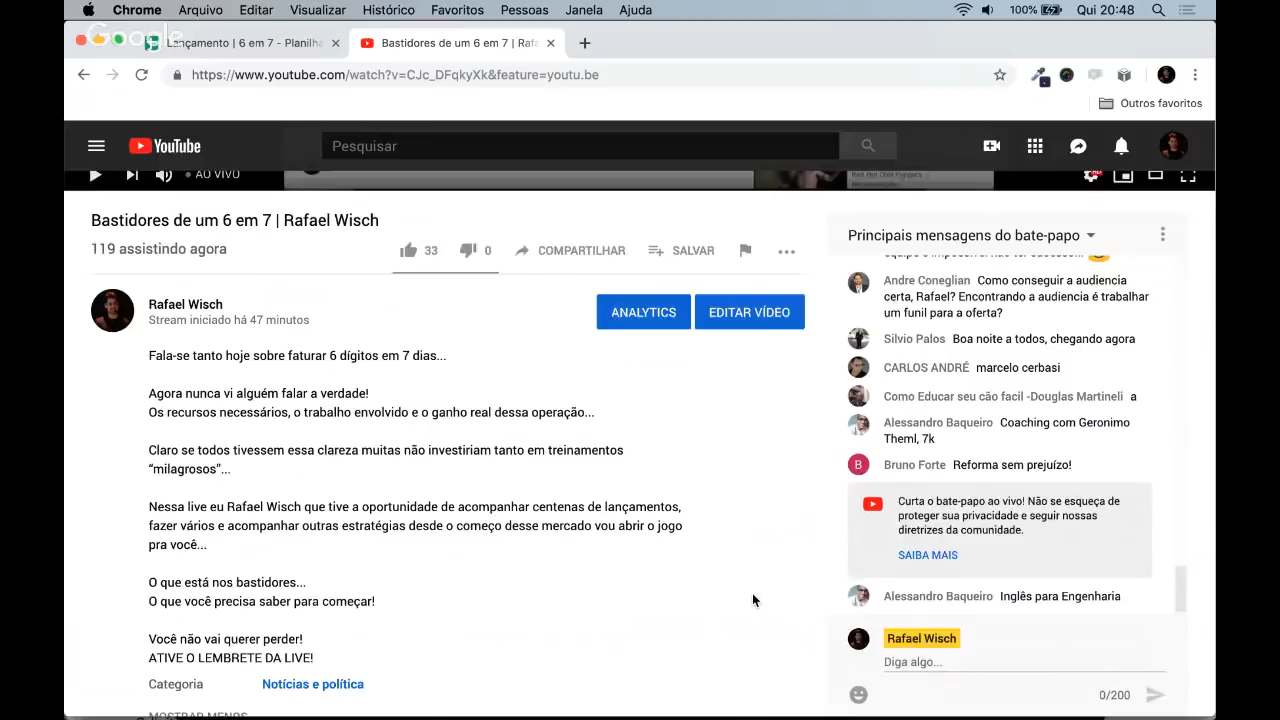 Chrome Arquivo Editar Visualizar Histórico Favoritos Pessoas Janela Ajuda 100% Qui 20:48
Google
Lançamento | 6 em 7 - Planilha
Bastidores de um 6 em 7 | Rafa
https://www.youtube.com/watch?v=CJc_DFqkyXk&feature=youtu.be
Outros favoritos
YouTube
Pesquisar
AO VIVO
Bastidores de um 6 em 7 | Rafael Wisch
119 assistindo agora
33 0 COMPARTILHAR SALVAR
Rafael Wisch
Stream iniciado há 47 minutos
ANALYTICS EDITAR VÍDEO
Fala-se tanto hoje sobre faturar 6 dígitos em 7 dias...
Agora nunca vi alguém falar a verdade!
Os recursos necessários, o trabalho envolvido e o ganho real dessa operação...
Claro se todos tivessem essa clareza muitas não investiriam tanto em treinamentos
“milagrosos”...
Nessa live eu Rafael Wisch que tive a oportunidade de acompanhar centenas de lançamentos,
fazer vários e acompanhar outras estratégias desde o começo desse mercado vou abrir o jogo
pra você...
O que está nos bastidores...
O que você precisa saber para começar!
Você não vai querer perder!
ATIVE O LEMBRETE DA LIVE!
Categoria Notícias e política
MOSTRAR MENOS
Principais mensagens do bate-papo
Andre Coneglian Como conseguir a audiencia
certa, Rafael? Encontrando a audiencia é trabalhar
um funil para a oferta?
Silvio Palos Boa noite a todos, chegando agora
CARLOS ANDRÉ marcelo cerbasi
Como Educar seu cão facil -Douglas Martineli a
Alessandro Baqueiro Coaching com Geronimo
Theml, 7k
B Bruno Forte Reforma sem prejuízo!
Curta o bate-papo ao vivo! Não se esqueça de
proteger sua privacidade e seguir nossas
diretrizes da comunidade.
SAIBA MAIS
Alessandro Baqueiro Inglês para Engenharia
Rafael Wisch
Diga algo...
0/200